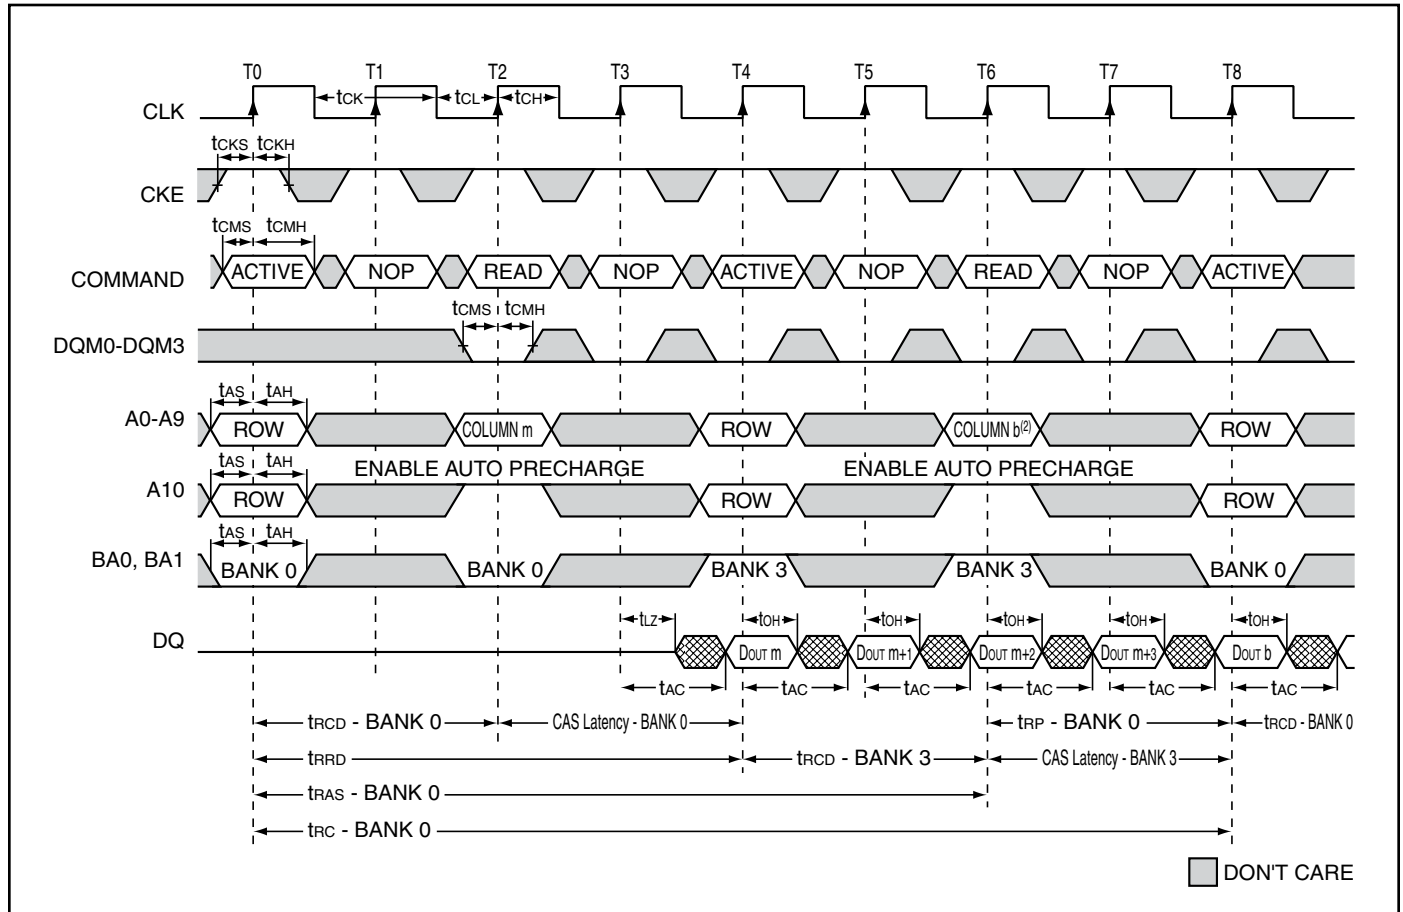 T0 T1 T2 T3 T4 T5 T6 T7 T8
CLK tCK tCL tCH
tCKS tCKH
CKE
tCMS tCMH
COMMAND ACTIVE NOP READ NOP ACTIVE NOP READ NOP ACTIVE
tCMS tCMH
DQM0-DQM3
tAS tAH
A0-A9 ROW COLUMN m ROW COLUMN b(2) ROW
tAS tAH ENABLE AUTO PRECHARGE ENABLE AUTO PRECHARGE
A10 ROW ROW ROW
tAS tAH
BA0, BA1 BANK 0 BANK 0 BANK 3 BANK 3 BANK 0
tLZ tOH tOH tOH tOH tOH
DQ DOUT m DOUT m+1 DOUT m+2 DOUT m+3 DOUT b
tAC tAC tAC tAC tAC tAC
tRCD - BANK 0 CAS Latency - BANK 0 tRP - BANK 0 tRCD - BANK 0
tRRD tRCD - BANK 3 CAS Latency - BANK 3
tRAS - BANK 0
tRC - BANK 0
DON'T CARE